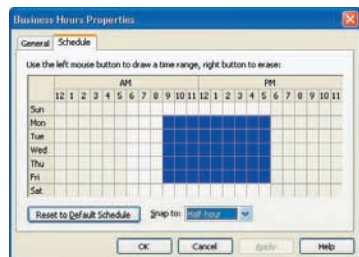 Business Hours Properties
General Schedule
Use the left mouse button to draw a time range, right button to erase:
AM PM
12 1 2 3 4 5 6 7 8 9 10 11 12 1 2 3 4 5 6 7 8 9 10 11
Sun
Mon
Tue
Wed
Thu
Fri
Sat
Reset to Default Schedule Snap to: Half-hour
OK Cancel Apply Help